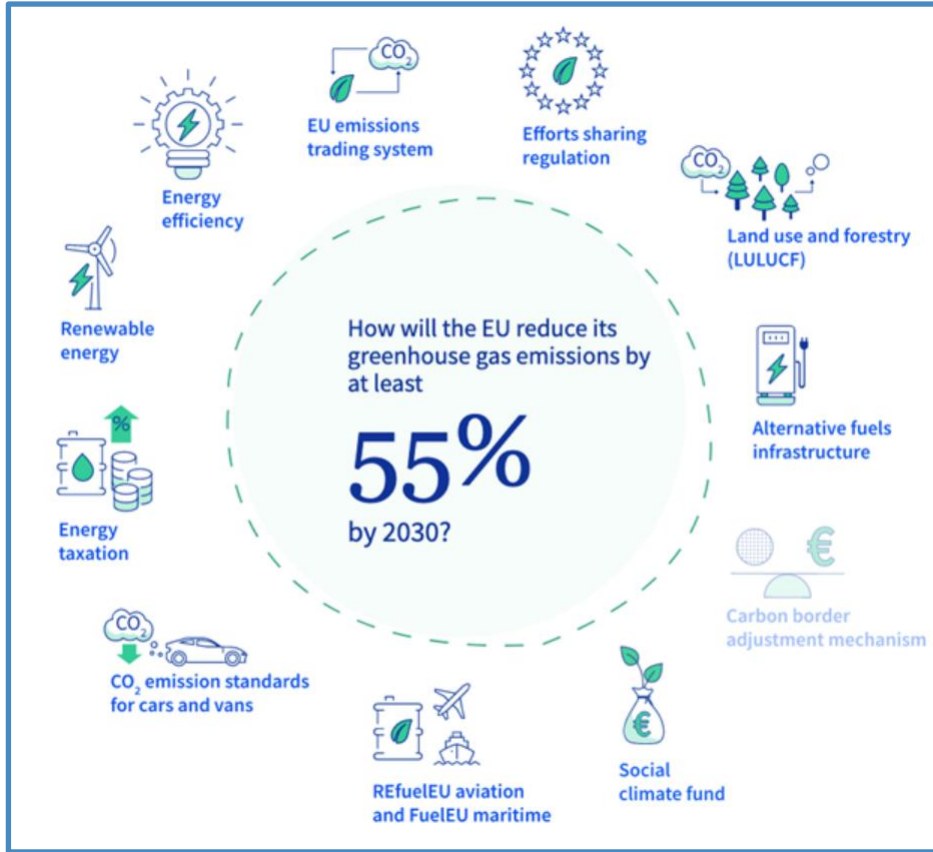 CO2
EU emissions
trading system
Efforts sharing
regulation
CO2
Land use and forestry
(LULUCF)
Alternative fuels
infrastructure
€
Carbon border
adjustment mechanism
€
Social
climate fund
REfuelEU aviation
and FuelEU maritime
CO2
CO2 emission standards
for cars and vans
%
Energy
taxation
Renewable
energy
Energy
efficiency
How will the EU reduce its
greenhouse gas emissions by
at least
55%
by 2030?